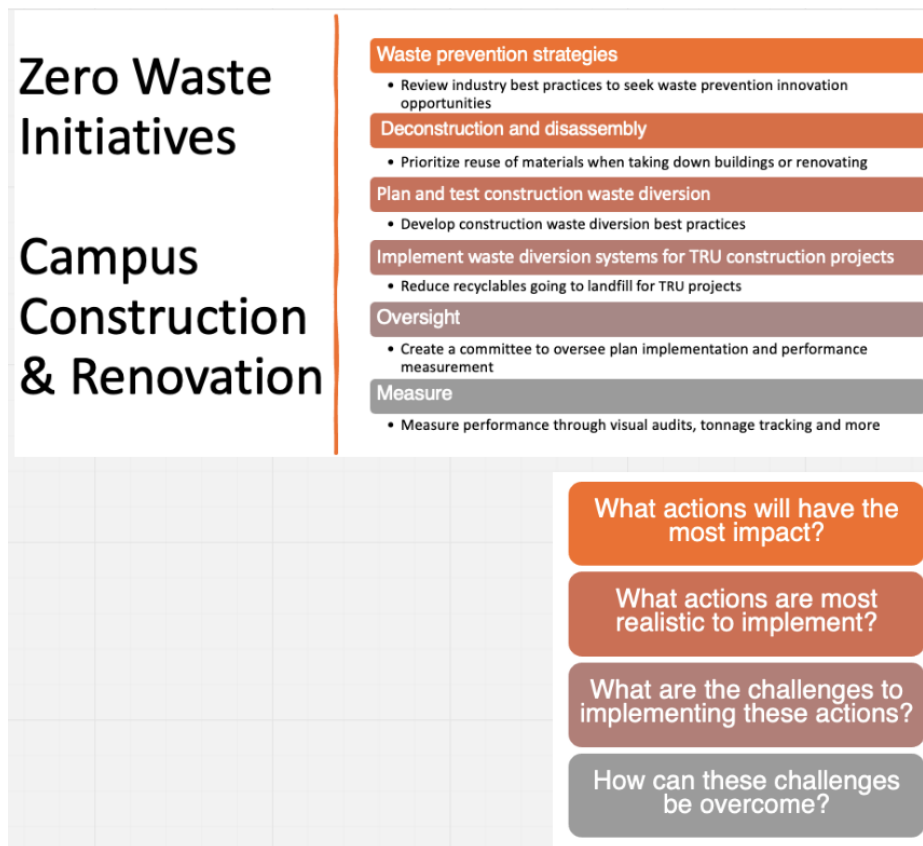 Zero Waste
Initiatives
Campus
Construction
& Renovation
Waste prevention strategies
• Review industry best practices to seek waste prevention innovation
opportunities
Deconstruction and disassembly
• Prioritize reuse of materials when taking down buildings or renovating
Plan and test construction waste diversion
• Develop construction waste diversion best practices
Implement waste diversion systems for TRU construction projects
• Reduce recyclables going to landfill for TRU projects
Oversight
• Create a committee to oversee plan implementation and performance
measurement
Measure
• Measure performance through visual audits, tonnage tracking and more
What actions will have the
most impact?
What actions are most
realistic to implement?
What are the challenges to
implementing these actions?
How can these challenges
be overcome?